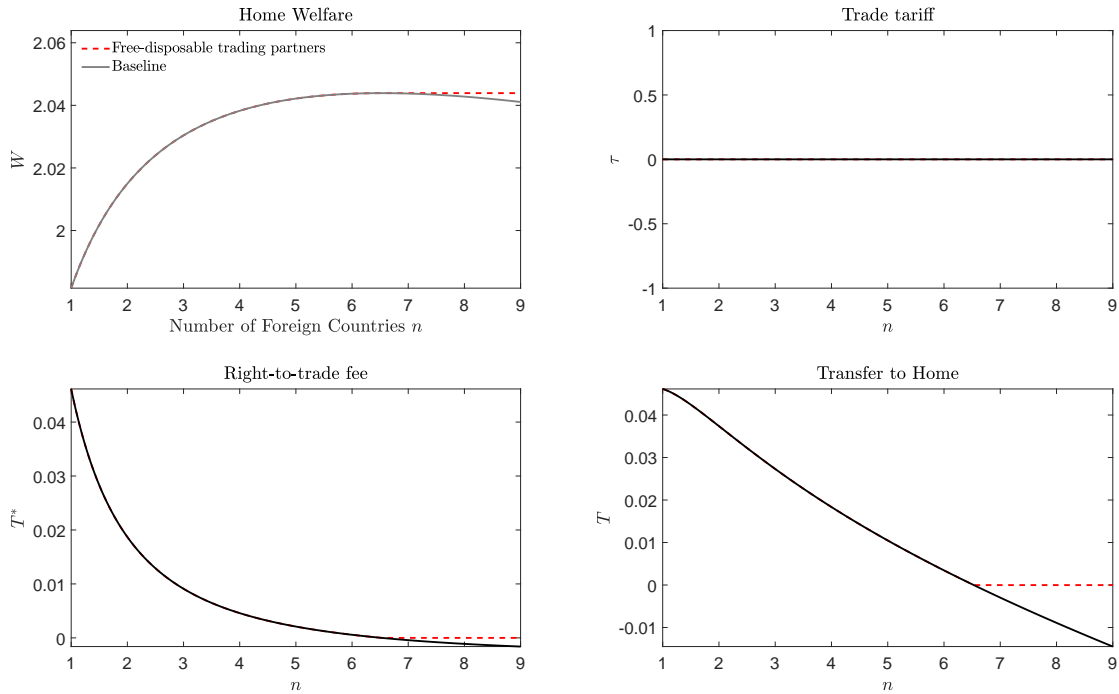 Home Welfare
2.06
2.04
2.02
2
W
Free-disposable trading partners
Baseline
1 2 3 4 5 6 7 8 9
Number of Foreign Countries n
Trade tariff
1
0.5
0
-0.5
-1
τ
1 2 3 4 5 6 7 8 9
n
Right-to-trade fee
0.04
0.03
0.02
0.01
0
T*
1 2 3 4 5 6 7 8 9
n
Transfer to Home
0.04
0.03
0.02
0.01
0
-0.01
T
1 2 3 4 5 6 7 8 9
n